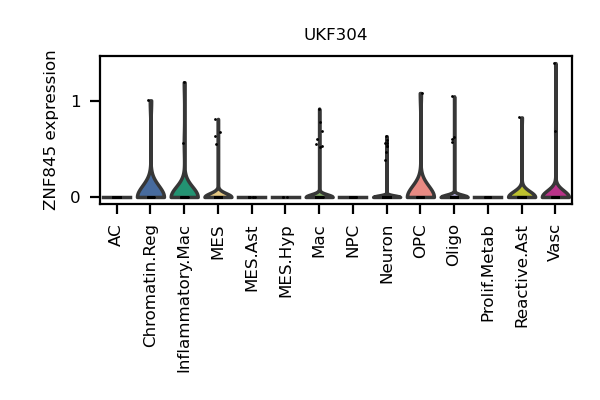 UKF304
ZNF845 expression
1
0
AC
Chromatin.Reg
Inflammatory.Mac
MES
MES.Ast
MES.Hyp
Mac
NPC
Neuron
OPC
Oligo
Prolif.Metab
Reactive.Ast
Vasc